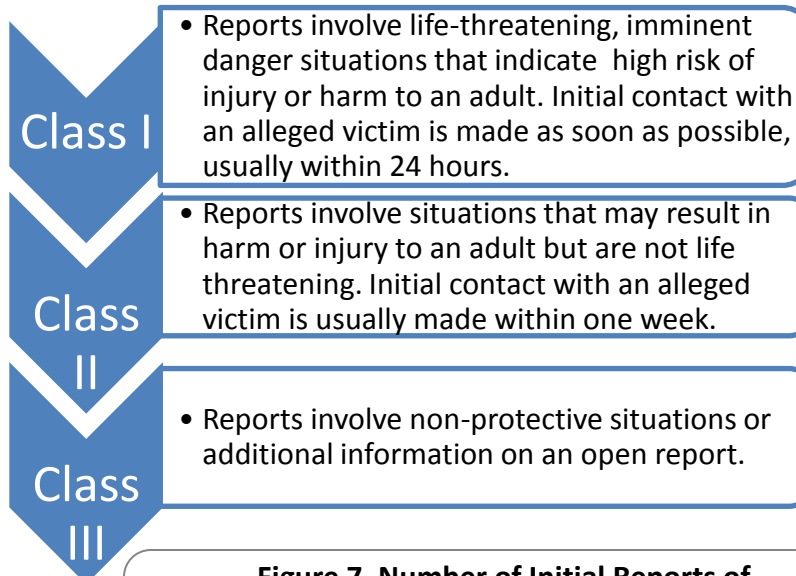 Class I
• Reports involve life-threatening, imminent
danger situations that indicate high risk of
injury or harm to an adult. Initial contact with
an alleged victim is made as soon as possible,
usually within 24 hours.
Class
II
• Reports involve situations that may result in
harm or injury to an adult but are not life
threatening. Initial contact with an alleged
victim is usually made within one week.
Class
III
• Reports involve non-protective situations or
additional information on an open report.
Figure 7. Number of Initial Reports of